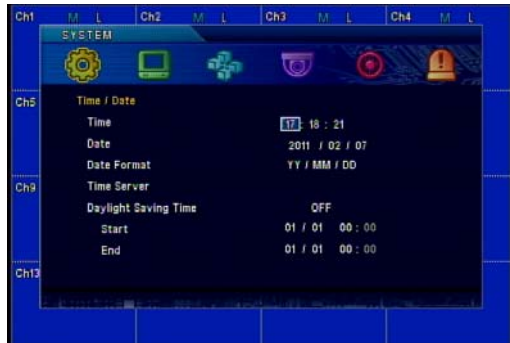 Ch1 M L Ch2 M L Ch3 M L Ch4 M L
SYSTEM
Ch5
Time / Date
Time 17 : 18 : 21
Date 2011 / 02 / 07
Date Format YY / MM / DD
Ch9
Time Server
Daylight Saving Time OFF
Start 01 / 01 00 : 00
End 01 / 01 00 : 00
Ch13